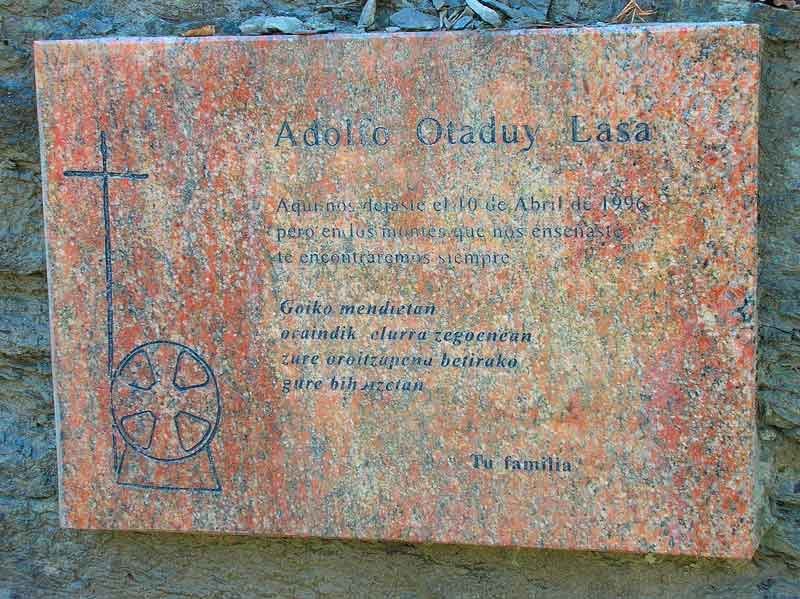 Adolfo Otaduy Lasa
Aqui nos dejaste el 10 de Abril de 1996
pero en los montes que nos enseñaste
te encontraremos siempre
Goiko mendietan
oraindik elurra zegoenean
zure oroitzapena betirako
gure bihotzetan
Tu familia